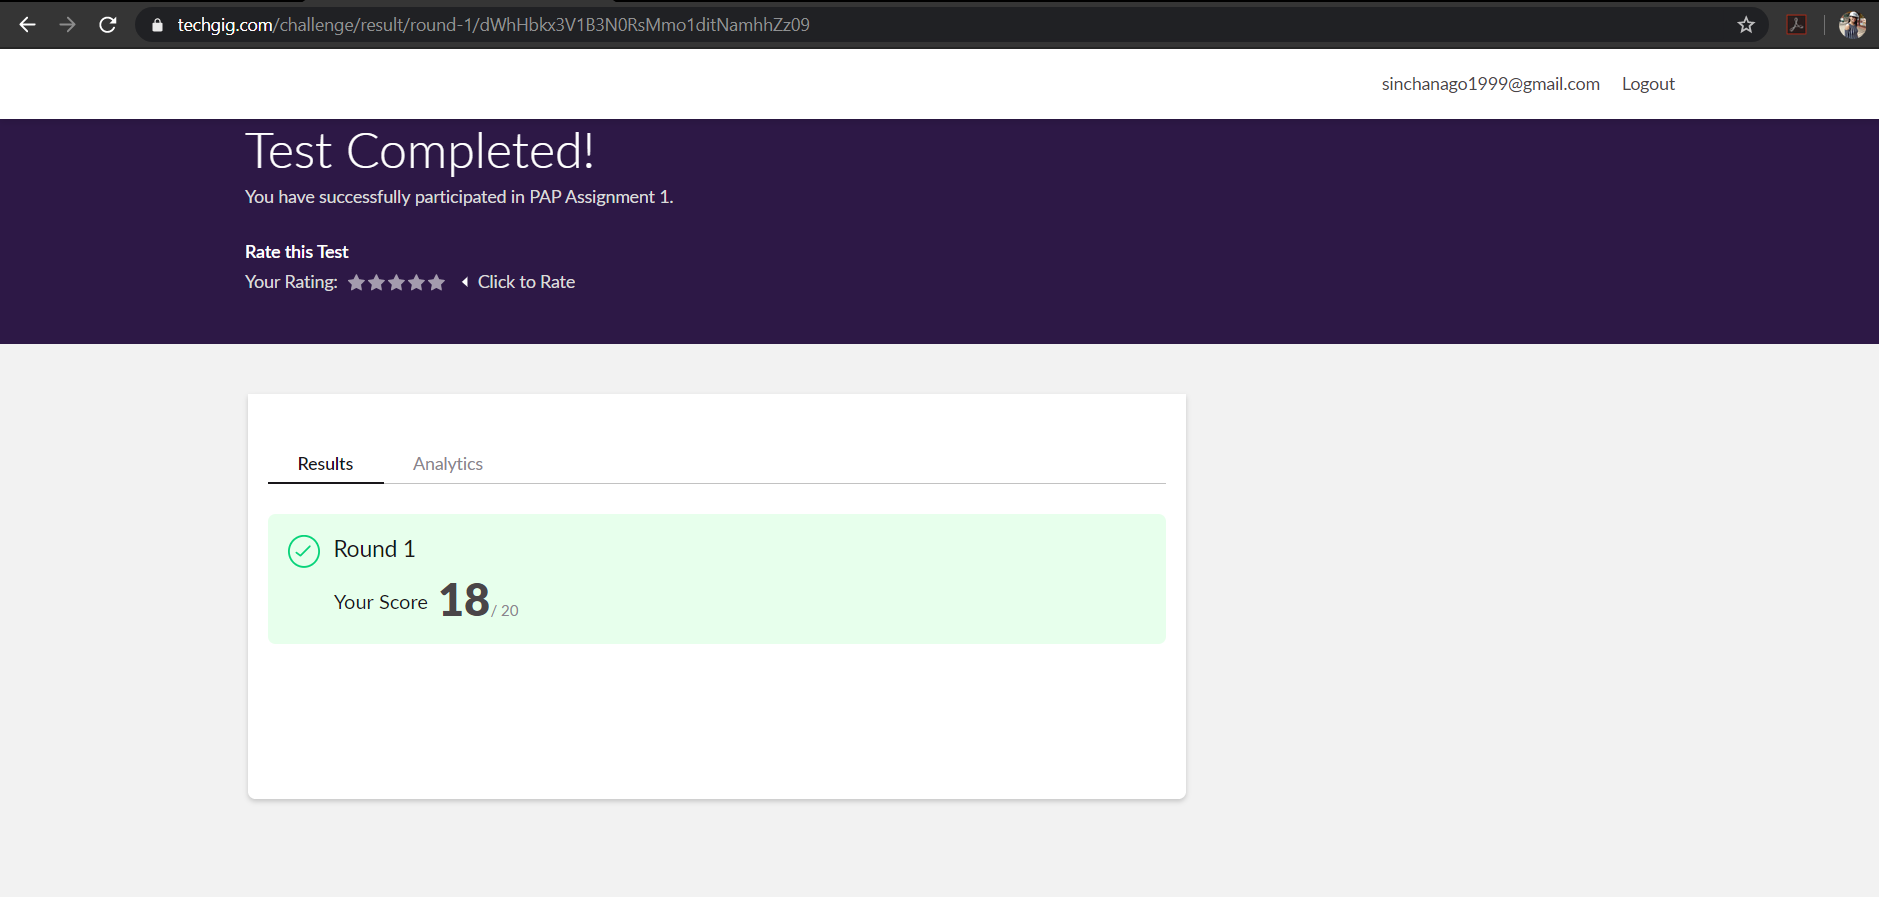 techgig.com/challenge/result/round-1/dWhHbkx3V1B3N0RsMmo1ditNamhhZz09
sinchanago1999@gmail.com Logout
Test Completed!
You have successfully participated in PAP Assignment 1.
Rate this Test
Your Rating: Click to Rate
Results Analytics
Round 1
Your Score 18 / 20